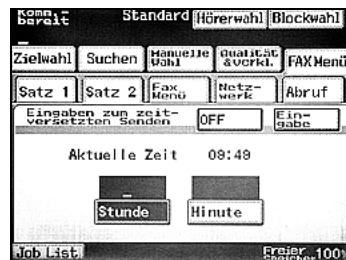 Komm.-
bereit
Standard Hörerwahl Blockwahl
Zielwahl Suchen Manuelle Wahl Qualität &Verkl. FAXMenü
Satz 1 Satz 2 Fax Menü Netz-werk Abruf
Eingaben zum zeit-
versetzten Senden OFF Ein-gabe
Aktuelle Zeit 09:49
Stunde Minute
Job List Freier Speicher 100%